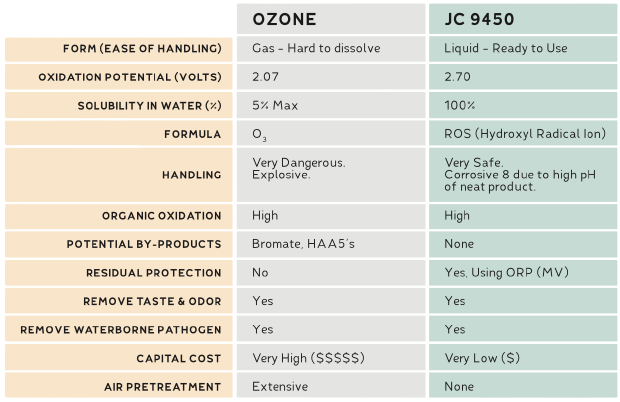 OZONE JC 9450
FORM (EASE OF HANDLING) Gas - Hard to dissolve Liquid - Ready to Use
OXIDATION POTENTIAL (VOLTS) 2.07 2.70
SOLUBILITY IN WATER (%) 5% Max 100%
FORMULA O₃ ROS (Hydroxyl Radical Ion)
HANDLING
Very Dangerous.
Explosive.
Very Safe.
Corrosive 8 due to high pH
of neat product.
ORGANIC OXIDATION High High
POTENTIAL BY-PRODUCTS Bromate, HAA5's None
RESIDUAL PROTECTION No Yes, Using ORP (MV)
REMOVE TASTE & ODOR Yes Yes
REMOVE WATERBORNE PATHOGEN Yes Yes
CAPITAL COST Very High ($$$$$) Very Low ($)
AIR PRETREATMENT Extensive None